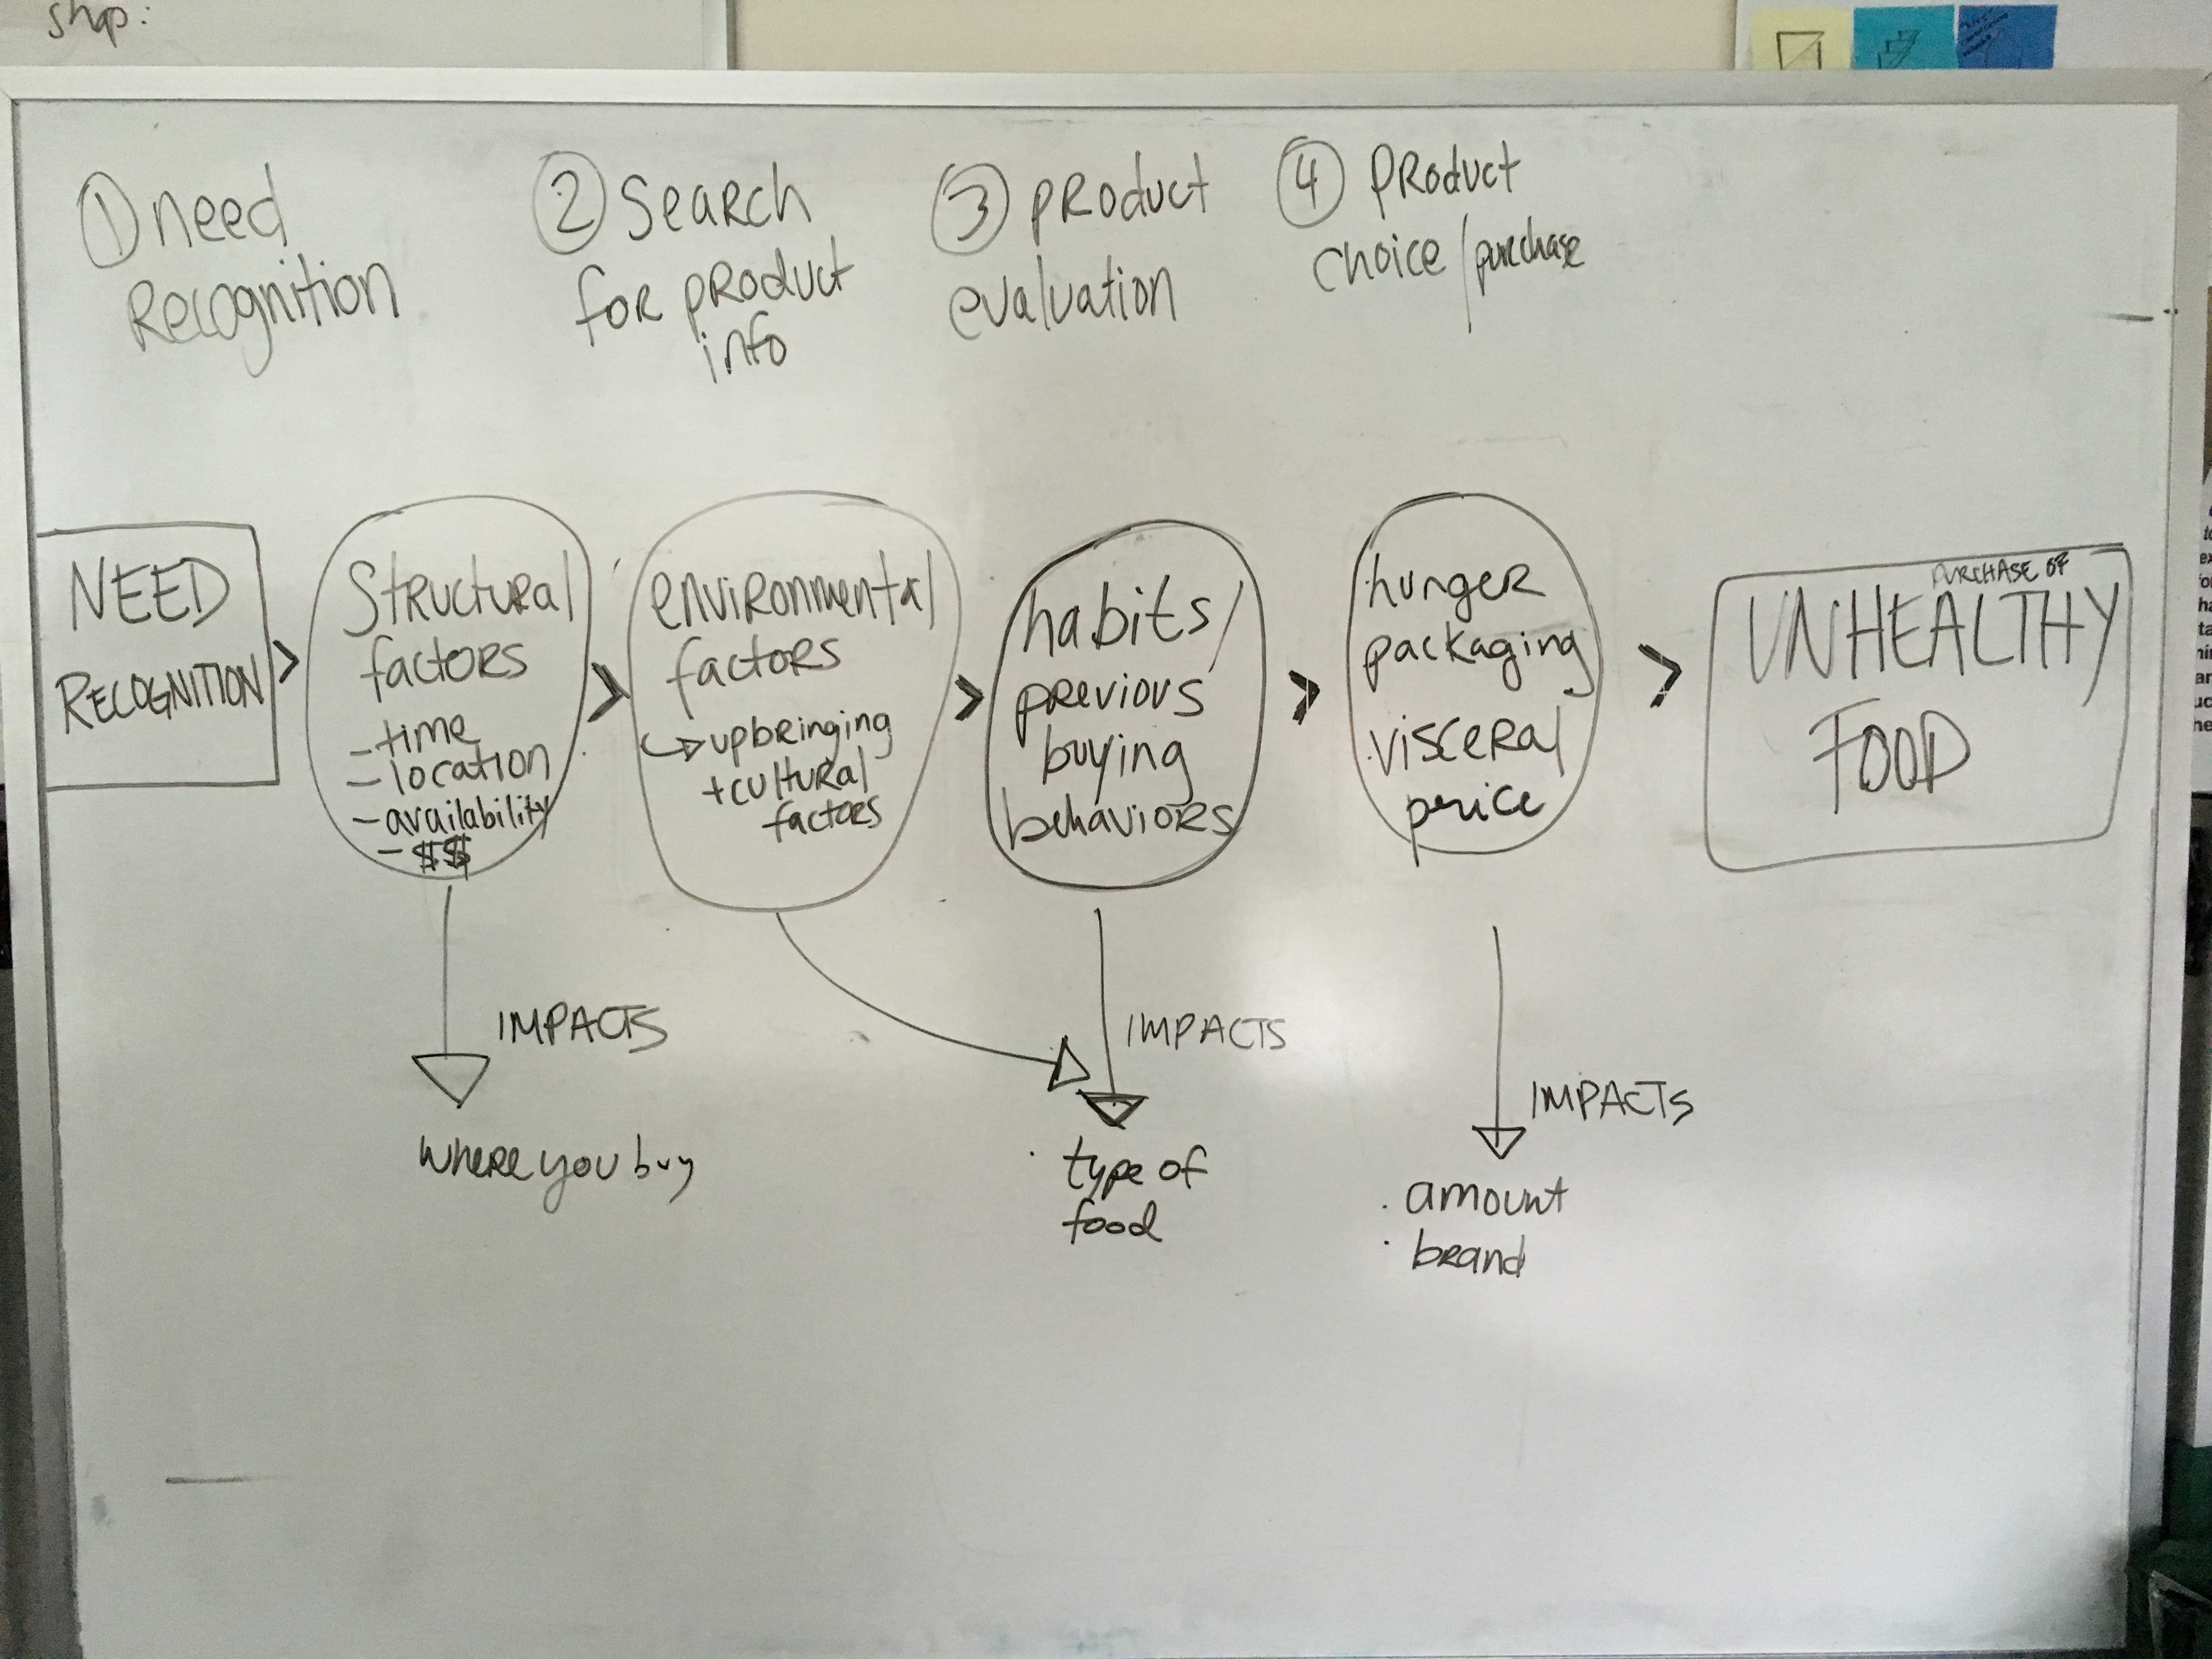 shop:
① need
Recognition
② Search
for product
info
③ product
evaluation
④ product
choice/purchase
NEED
RECOGNITION
>
Structural
factors
- time
- location
- availability
- $$
>
environmental
factors
↪ upbringing
+ cultural
factors
>
habits/
previous
buying
behaviors
>
hunger
packaging
visceral
price
>
PURCHASE OF
UNHEALTHY
FOOD
IMPACTS
where you buy
IMPACTS
· type of
food
IMPACTS
· amount
· brand